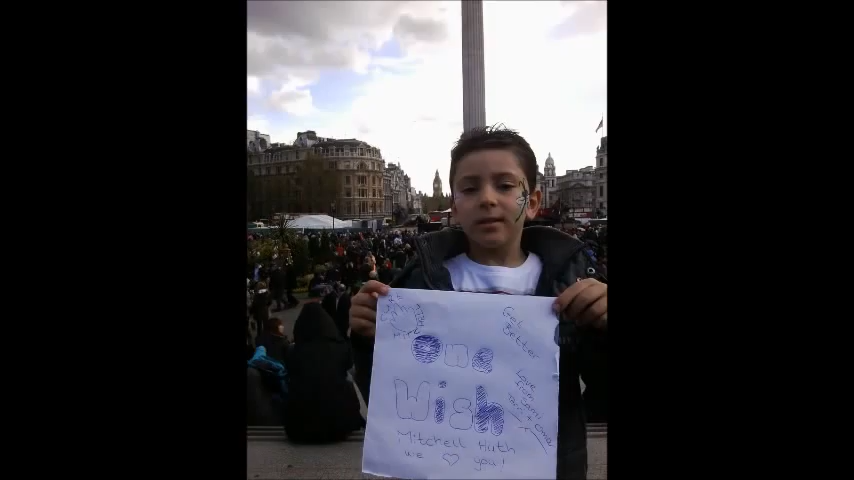 Get
Better
One
Wish
Love
from
Mitchell Huth
we ♡ you!